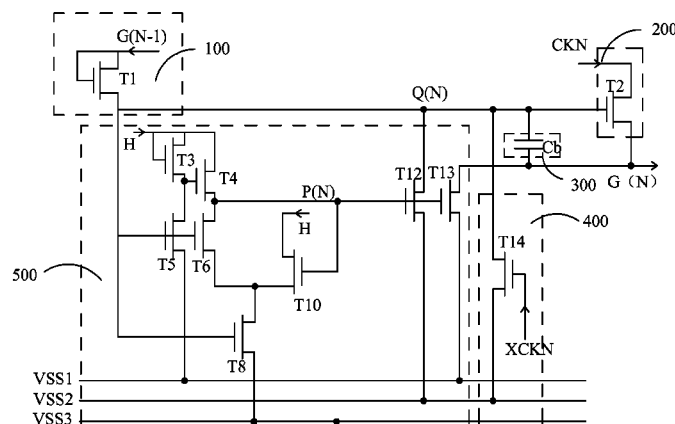 G(N-1)
100
T1
CKN
200
T2
Q(N)
H
T3
T4
Cb
P(N)
T12
T13
300
G (N)
H
400
T5
T6
T14
500
T10
T8
XCKN
VSS1
VSS2
VSS3